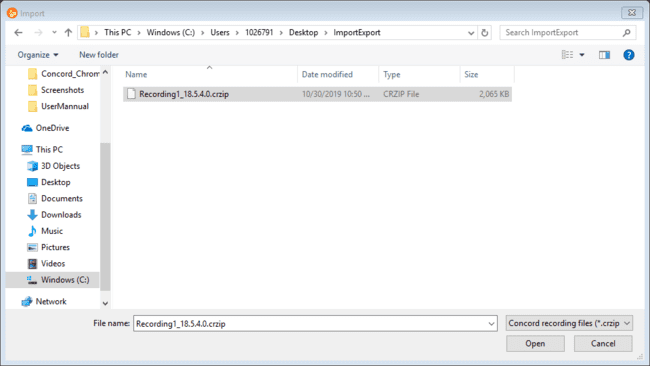 Import
This PC > Windows (C:) > Users > 1026791 > Desktop > ImportExport
Search ImportExport
Organize
New folder
Name
Date modified
Type
Size
Concord_Chrom
Screenshots
UserMannual
OneDrive
This PC
3D Objects
Desktop
Documents
Downloads
Music
Pictures
Videos
Windows (C:)
Network
Recording1_18.5.4.0.crzip
10/30/2019 10:50 ...
CRZIP File
2,065 KB
File name:
Recording1_18.5.4.0.crzip
Concord recording files (*.crzip
Open
Cancel